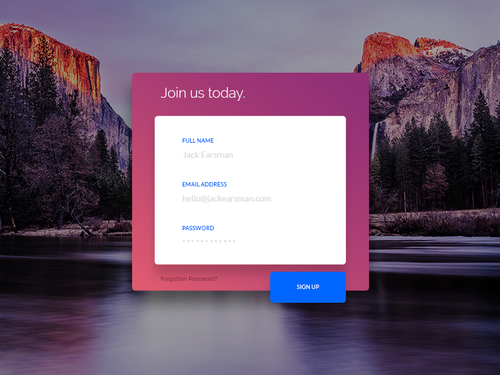 Join us today.
FULL NAME
Jack Earsman
EMAIL ADDRESS
hello@jackearsman.com
PASSWORD
************
Forgotten Password?
SIGN UP